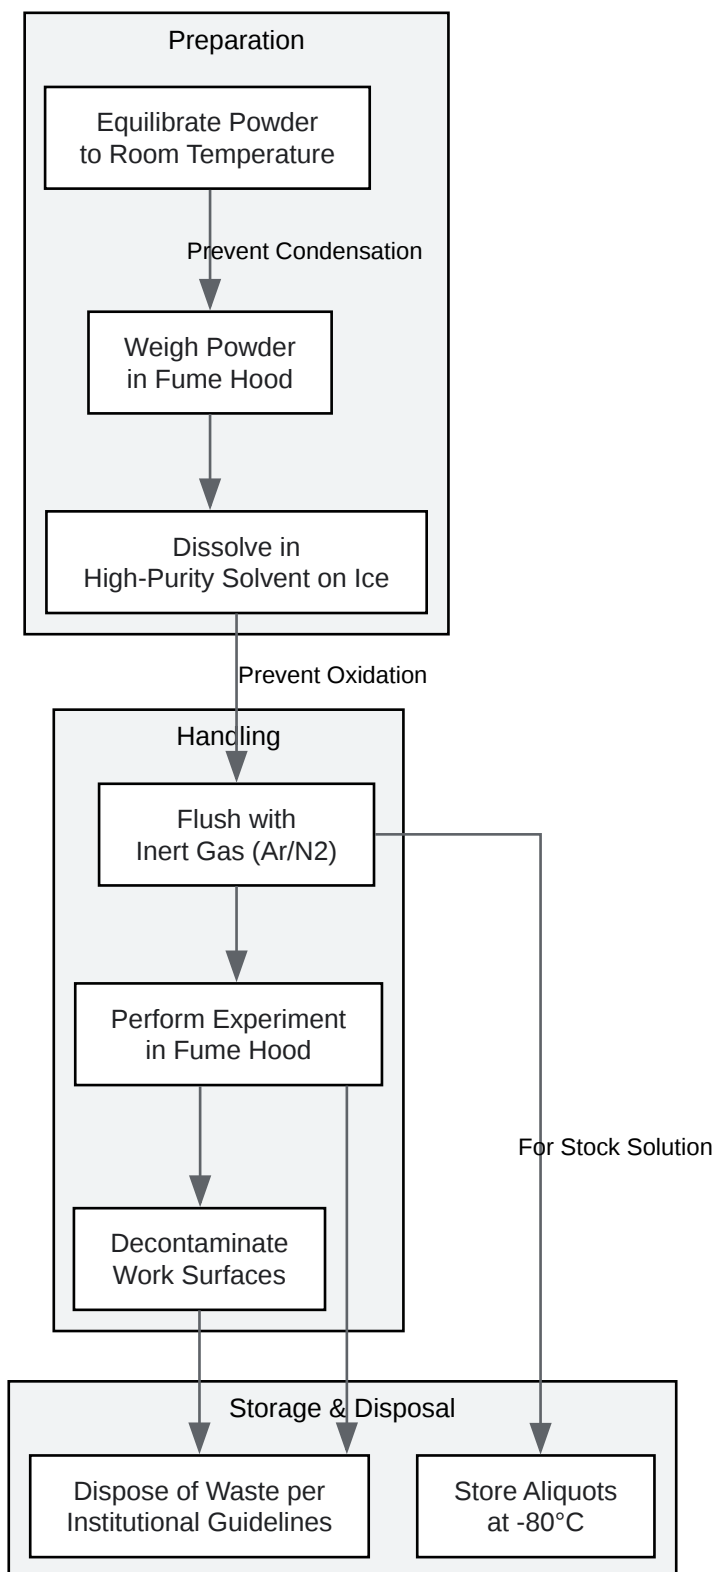 Preparation
Equilibrate Powder
to Room Temperature
Prevent Condensation
Weigh Powder
in Fume Hood
Dissolve in
High-Purity Solvent on Ice
Prevent Oxidation
Handling
Flush with
Inert Gas (Ar/N2)
Perform Experiment
in Fume Hood
For Stock Solution
Decontaminate
Work Surfaces
Storage & Disposal
Dispose of Waste per
Institutional Guidelines
Store Aliquots
at -80°C